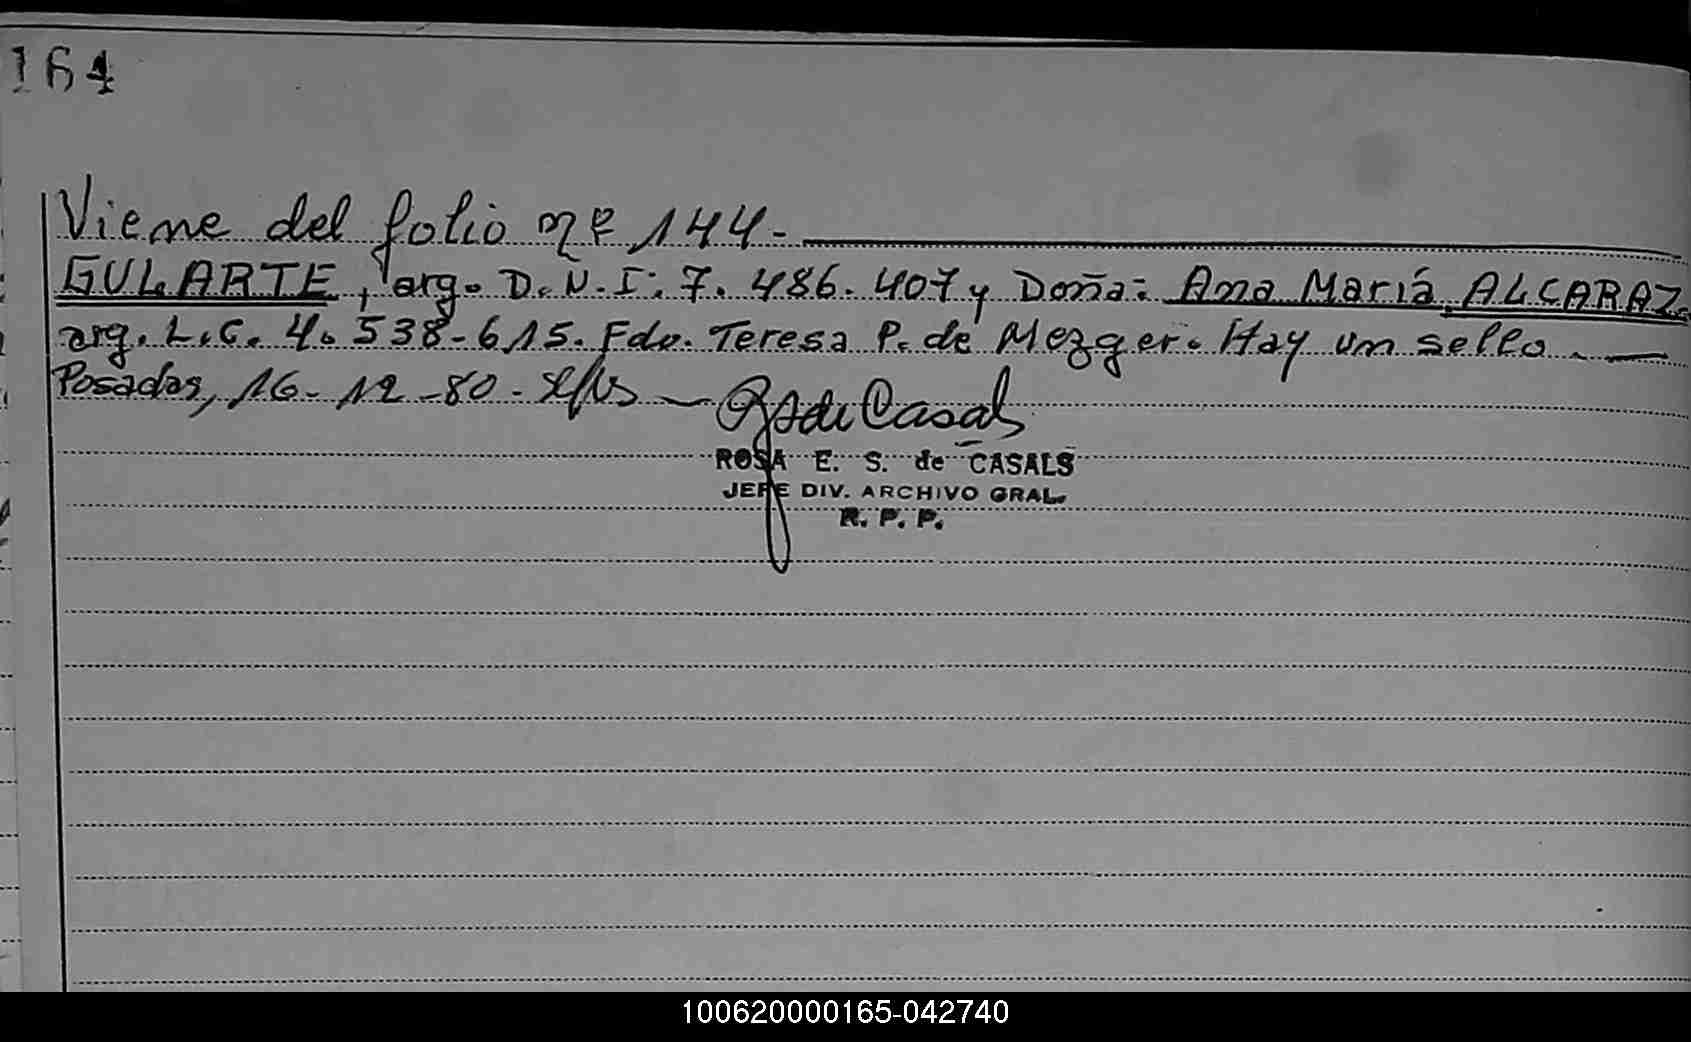 164
Viene del folio nº 144-
GULARTE, arg. D.N.I: 7.486.407 y Doña: Ana María ALCARAZ
arg. L.C. 4.538-615. Fdo. Teresa P. de Mezger. Hay un sello.
Posadas, 16-12-80-
ROSA E. S. de CASALS
JEFE DIV. ARCHIVO GRAL.
R. P. P.
100620000165-042740